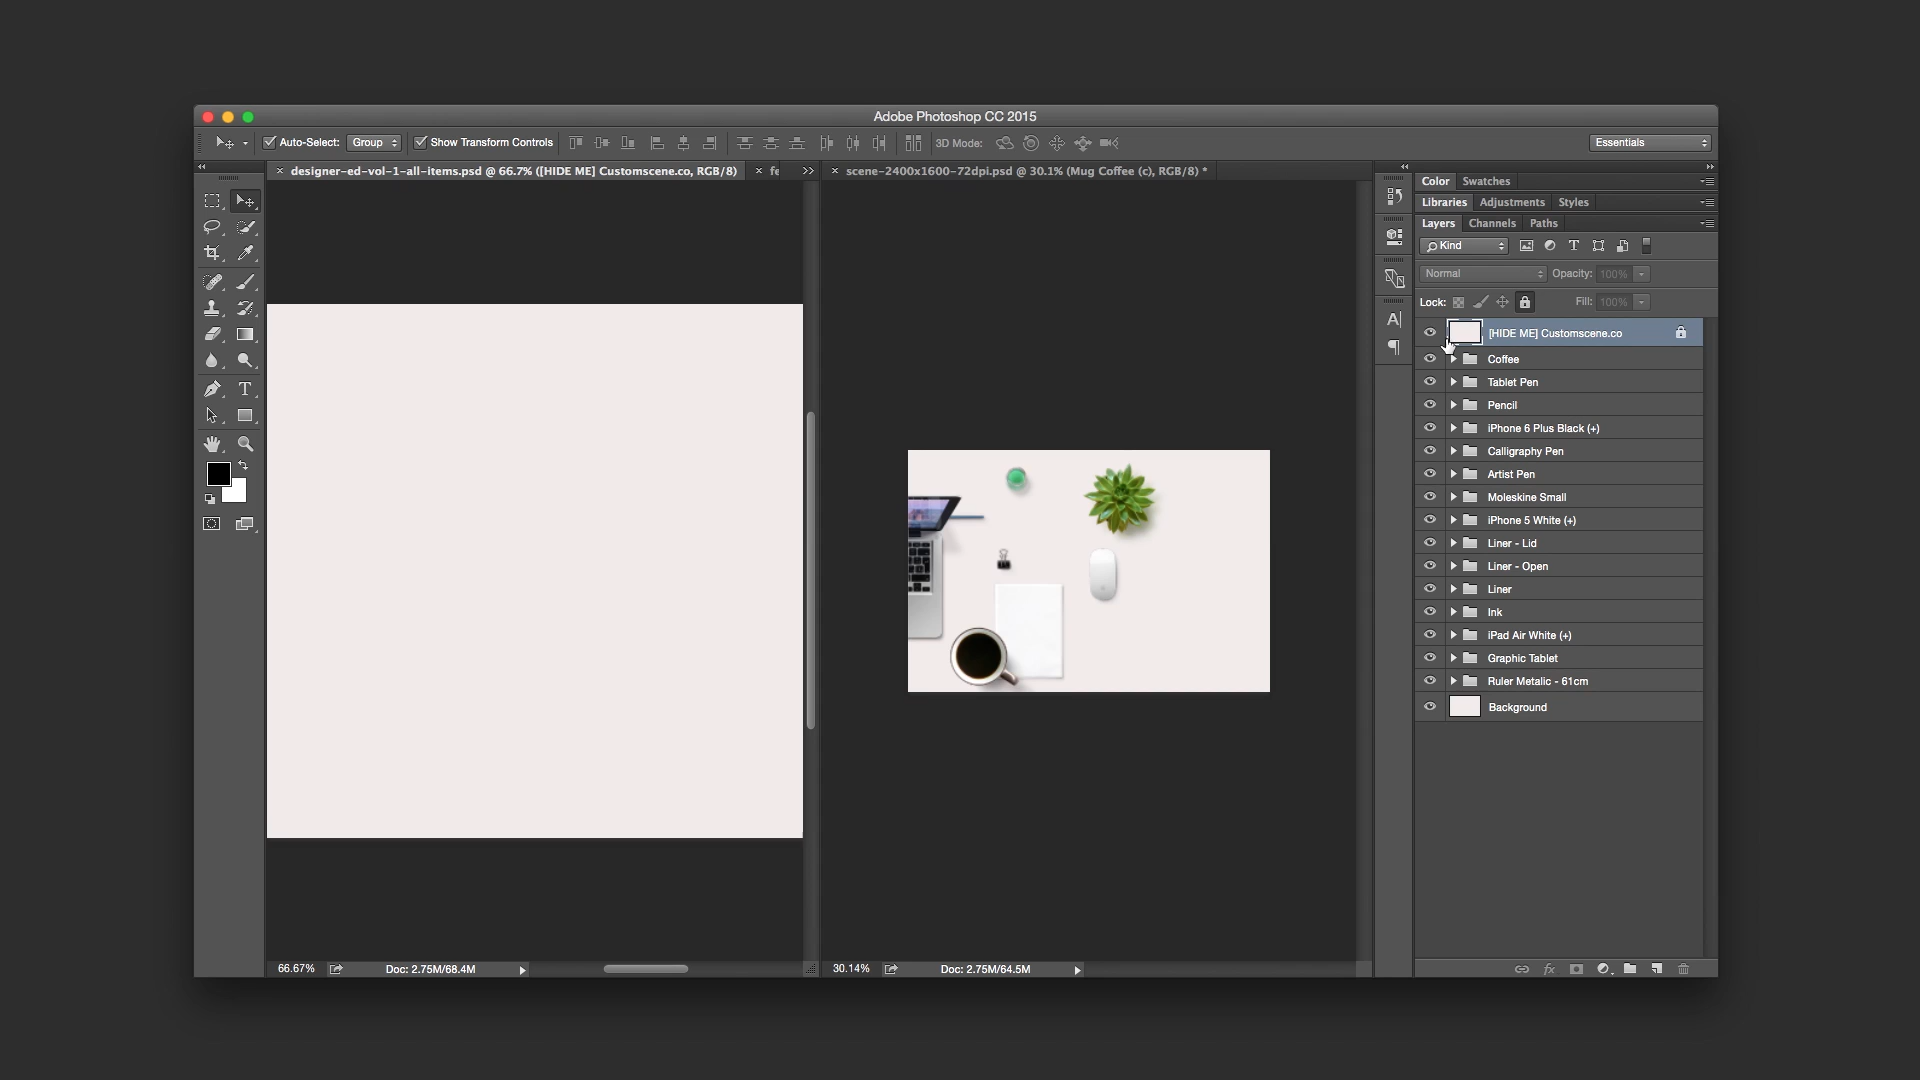 Adobe Photoshop CC 2015
Auto-Select: Group Show Transform Controls 3D Mode: Essentials
designer-ed-vol-1-all-items.psd @ 66.7% ([HIDE ME] Customscene.co, RGB/8) fe
scene-2400x1600-72dpi.psd @ 30.1% (Mug Coffee (c), RGB/8) *
Color Swatches
Libraries Adjustments Styles
Layers Channels Paths
Kind
Normal Opacity: 100%
Lock: Fill: 100%
[HIDE ME] Customscene.co
Coffee
Tablet Pen
Pencil
iPhone 6 Plus Black (+)
Calligraphy Pen
Artist Pen
Moleskine Small
iPhone 5 White (+)
Liner - Lid
Liner - Open
Liner
Ink
iPad Air White (+)
Graphic Tablet
Ruler Metalic - 61cm
Background
66.67% Doc: 2.75M/68.4M
30.14% Doc: 2.75M/64.5M
fx